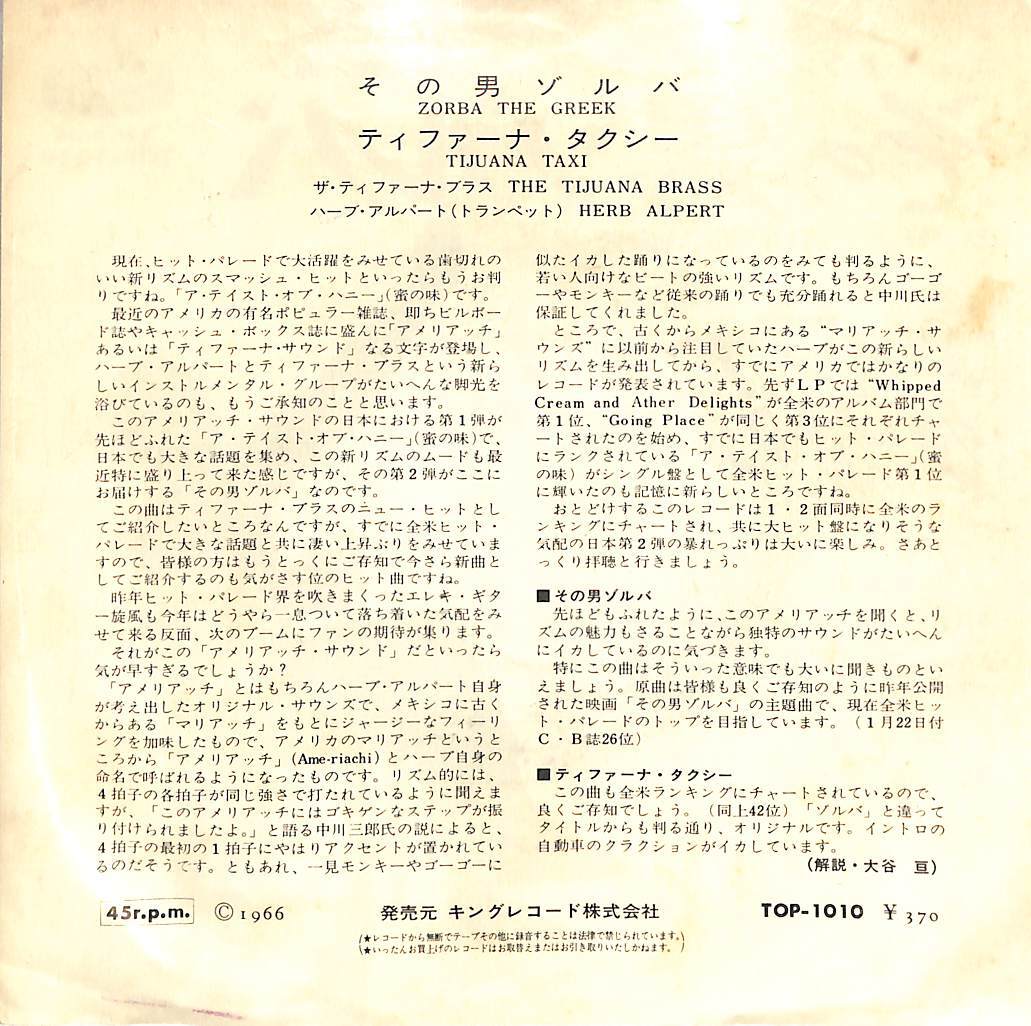 その男ゾルバ
ZORBA THE GREEK
ティファーナ・タクシー
TIJUANA TAXI
ザ・ティファーナ・ブラス THE TIJUANA BRASS
ハーブ・アルパート(トランペット) HERB ALPERT
現在、ヒット・パレードで大活躍をみせている歯切れの
いい新リズムのスマッシュ・ヒットといったらもうお判
りですね。「ア・テイスト・オブ・ハニー」(蜜の味)です。
最近のアメリカの有名ポピュラー雑誌、即ちビルボー
ド誌やキャッシュ・ボックス誌に盛んに「アメリアッチ」
あるいは「ティファーナ・サウンド」なる文字が登場し、
ハーブ・アルパートとティファーナ・ブラスという新ら
しいインストルメンタル・グループがたいへんな脚光を
浴びているのも、もうご承知のことと思います。
このアメリアッチ・サウンドの日本における第1弾が
先ほどふれた「ア・テイスト・オブ・ハニー」(蜜の味)で、
日本でも大きな話題を集め、この新リズムのムードも最
近特に盛り上って来た感じですが、その第2弾がここに
お届けする「その男ゾルバ」なのです。
この曲はティファーナ・ブラスのニュー・ヒットとし
てご紹介したいところなんですが、すでに全米ヒット・
パレードで大きな話題と共に凄い上昇ぶりをみせていま
すので、皆様の方はもうとっくにご存知で今さら新曲と
してご紹介するのも気がさす位のヒット曲ですね。
昨年ヒット・パレード界を吹きまくったエレキ・ギタ
ー旋風も今年はどうやら一息ついて落ち着いた気配をみ
せて来る反面、次のブームにファンの期待が集ります。
それがこの「アメリアッチ・サウンド」だといったら
気が早すぎるでしょうか?
「アメリアッチ」とはもちろんハーブ・アルパート自身
が考え出したオリジナル・サウンズで、メキシコに古く
からある「マリアッチ」をもとにジャージーなフィーリ
ングを加味したもので、アメリカのマリアッチというと
ころから「アメリアッチ」(Ame-riachi)とハーブ自身の
命名で呼ばれるようになったものです。リズム的には、
4拍子の各拍子が同じ強さで打たれているように聞えま
すが、「このアメリアッチにはゴキゲンなステップが振
り付けられましたよ。」と語る中川三郎氏の説によると、
4拍子の最初の1拍子にやはりアクセントが置かれてい
るのだそうです。ともあれ、一見モンキーやゴーゴーに
似たイカした踊りになっているのをみても判るように、
若い人向けなビートの強いリズムです。もちろんゴーゴ
ーやモンキーなど従来の踊りでも充分踊れると中川氏は
保証してくれました。
ところで、古くからメキシコにある "マリアッチ・サ
ウンズ" に以前から注目していたハーブがこの新らしい
リズムを生み出してから、すでにアメリカではかなりの
レコードが発表されています。先ずLPでは "Whipped
Cream and Ather Delights" が全米のアルバム部門で
第1位、"Going Place" が同じく第3位にそれぞれチャ
ートされたのを始め、すでに日本でもヒット・パレード
にランクされている「ア・テイスト・オブ・ハニー」(蜜
の味)がシングル盤として全米ヒット・パレード第1位
に輝いたのも記憶に新らしいところですね。
おとどけするこのレコードは1・2面同時に全米のラ
ンキングにチャートされ、共に大ヒット盤になりそうな
気配の日本第2弾の暴れっぷりは大いに楽しみ。さあと
っくり拝聴と行きましょう。
■その男ゾルバ
先ほどもふれたように、このアメリアッチを聞くと、リ
ズムの魅力もさることながら独特のサウンドがたいへん
にイカしているのに気づきます。
特にこの曲はそういった意味でも大いに聞きものとい
えましょう。原曲は皆様も良くご存知のように昨年公開
された映画「その男ゾルバ」の主題曲で、現在全米ヒッ
ト・パレードのトップを目指しています。(1月22日付
C・B誌26位)
■ティファーナ・タクシー
この曲も全米ランキングにチャートされているので、
良くご存知でしょう。(同上42位)「ゾルバ」と違って
タイトルからも判る通り、オリジナルです。イントロの
自動車のクラクションがイカしています。
(解説・大谷 亘)
45r.p.m. © 1966 発売元 キングレコード株式会社 TOP-1010 ¥370
(★レコードから無断でテープその他に録音することは法律で禁じられています。)
(★いったんお買上げのレコードはお取替えまたはお引き取りいたしかねます。)